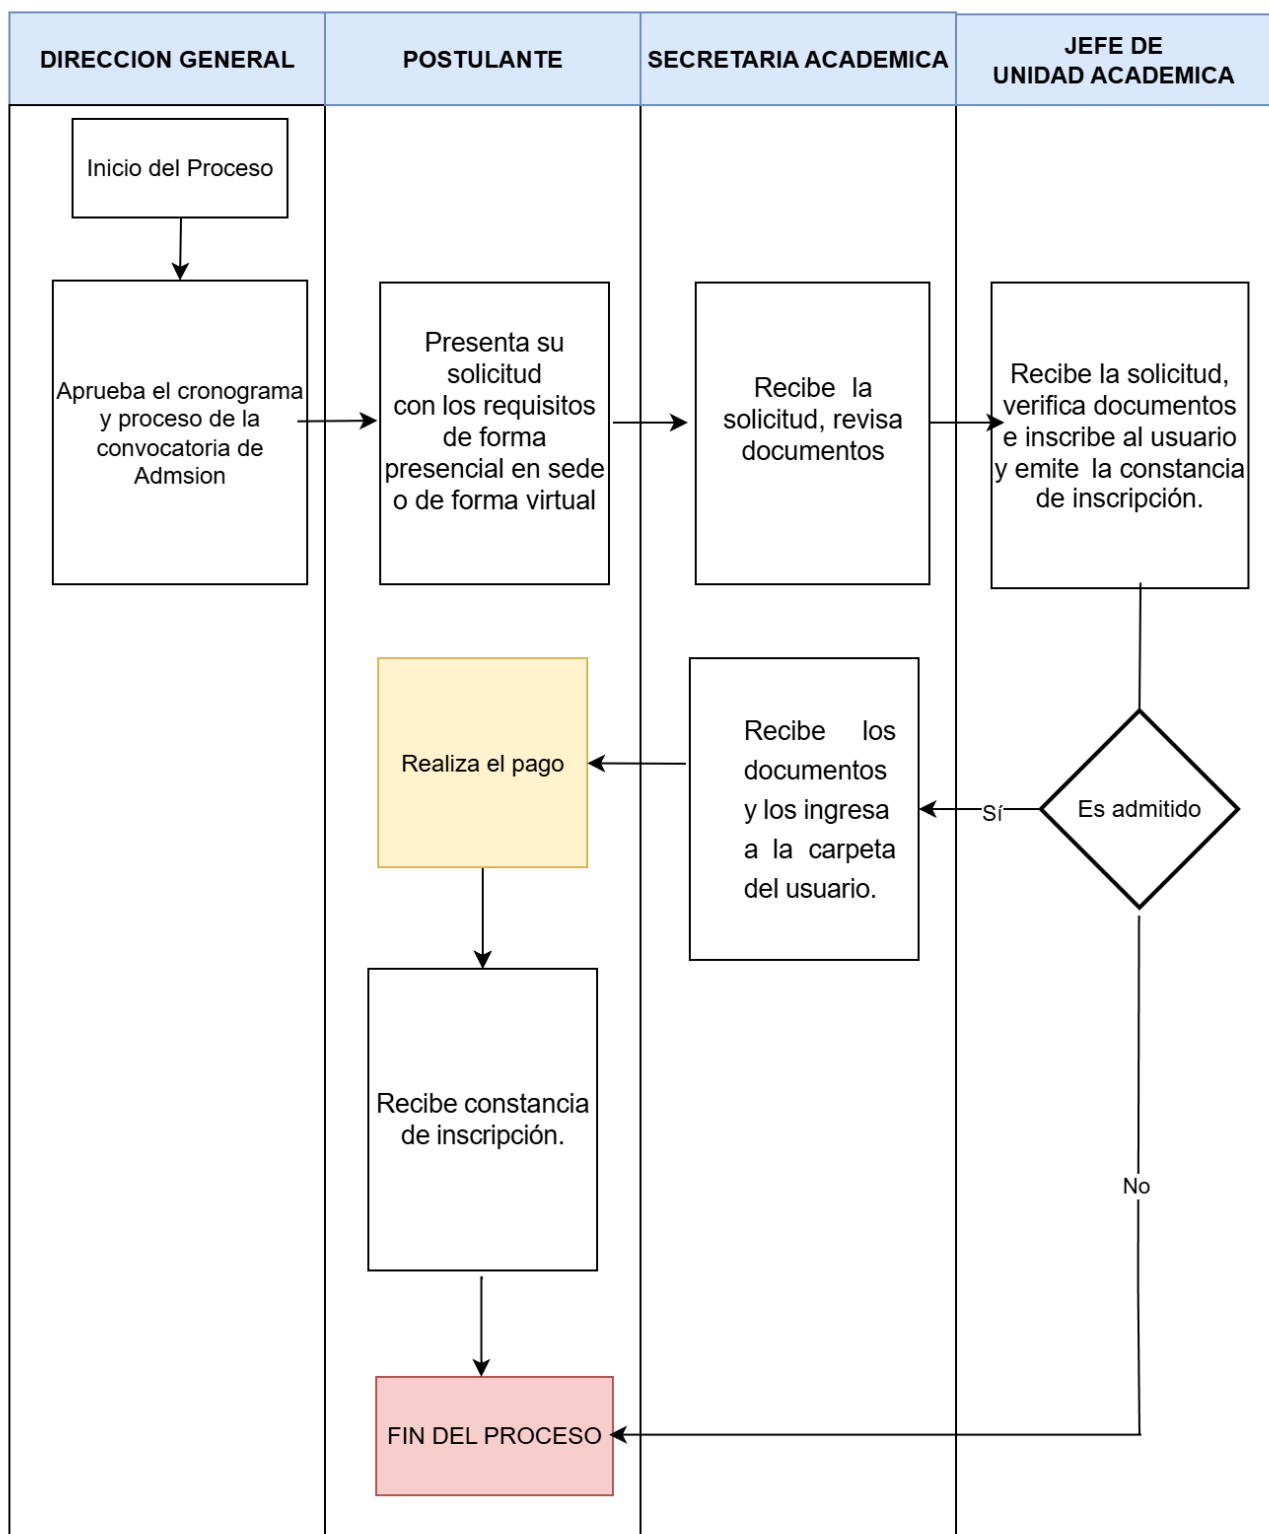 DIRECCION GENERAL
POSTULANTE
SECRETARIA ACADEMICA
JEFE DE
UNIDAD ACADEMICA
Inicio del Proceso
Aprueba el cronograma
y proceso de la
convocatoria de
Admsion
Presenta su
solicitud
con los requisitos
de forma
presencial en sede
o de forma virtual
Recibe la
solicitud, revisa
documentos
Recibe la solicitud,
verifica documentos
e inscribe al usuario
y emite la constancia
de inscripción.
Es admitido
Sí
Recibe los
documentos
y los ingresa
a la carpeta
del usuario.
Realiza el pago
Recibe constancia
de inscripción.
No
FIN DEL PROCESO